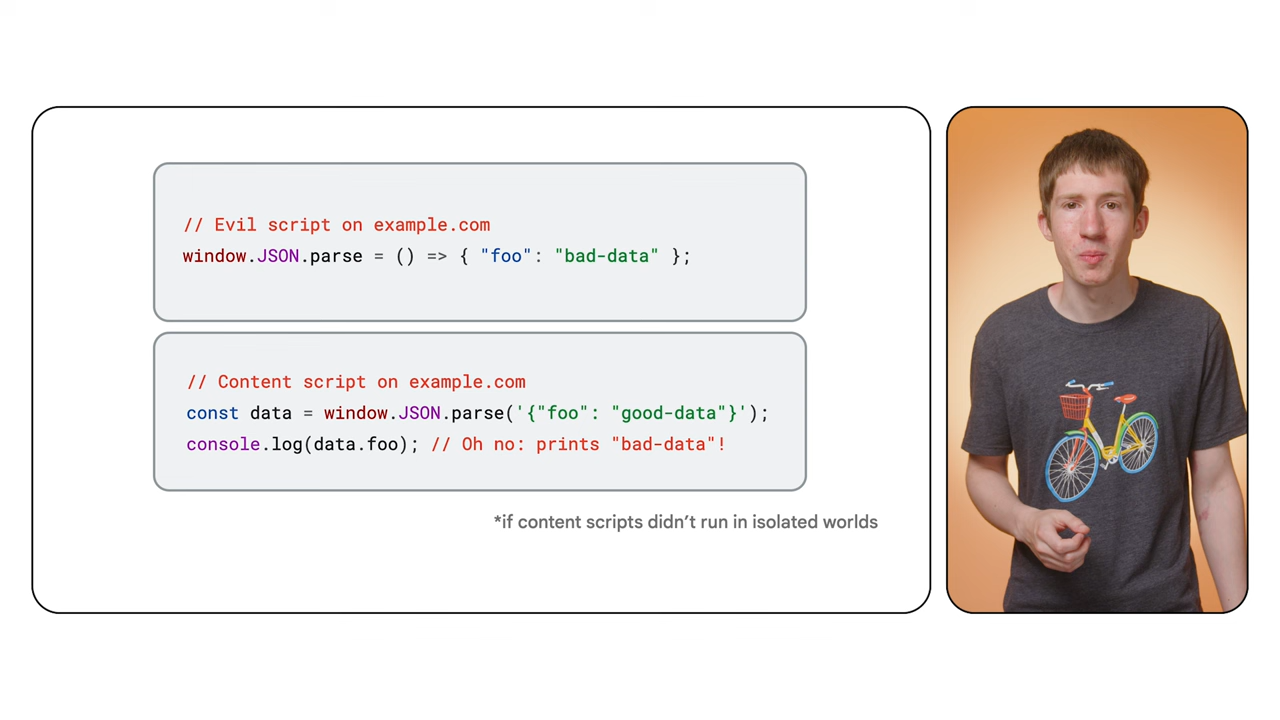 // Evil script on example.com
window.JSON.parse = () => { "foo": "bad-data" };
// Content script on example.com
const data = window.JSON.parse('{"foo": "good-data"}');
console.log(data.foo); // Oh no: prints "bad-data"!
*if content scripts didn’t run in isolated worlds